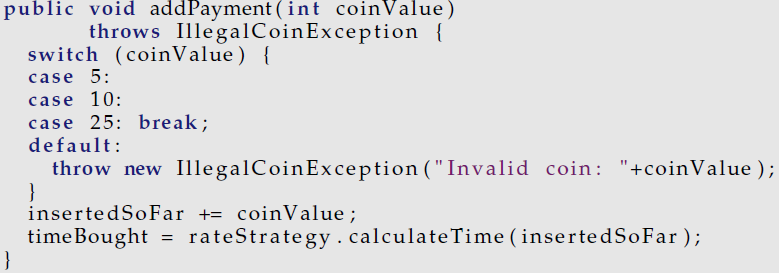 public void addPayment(int coinValue)
throws IllegalCoinException {
switch (coinValue) {
case 5:
case 10:
case 25: break;
default:
throw new IllegalCoinException("Invalid coin: "+coinValue);
}
insertedSoFar += coinValue;
timeBought = rateStrategy.calculateTime(insertedSoFar);
}